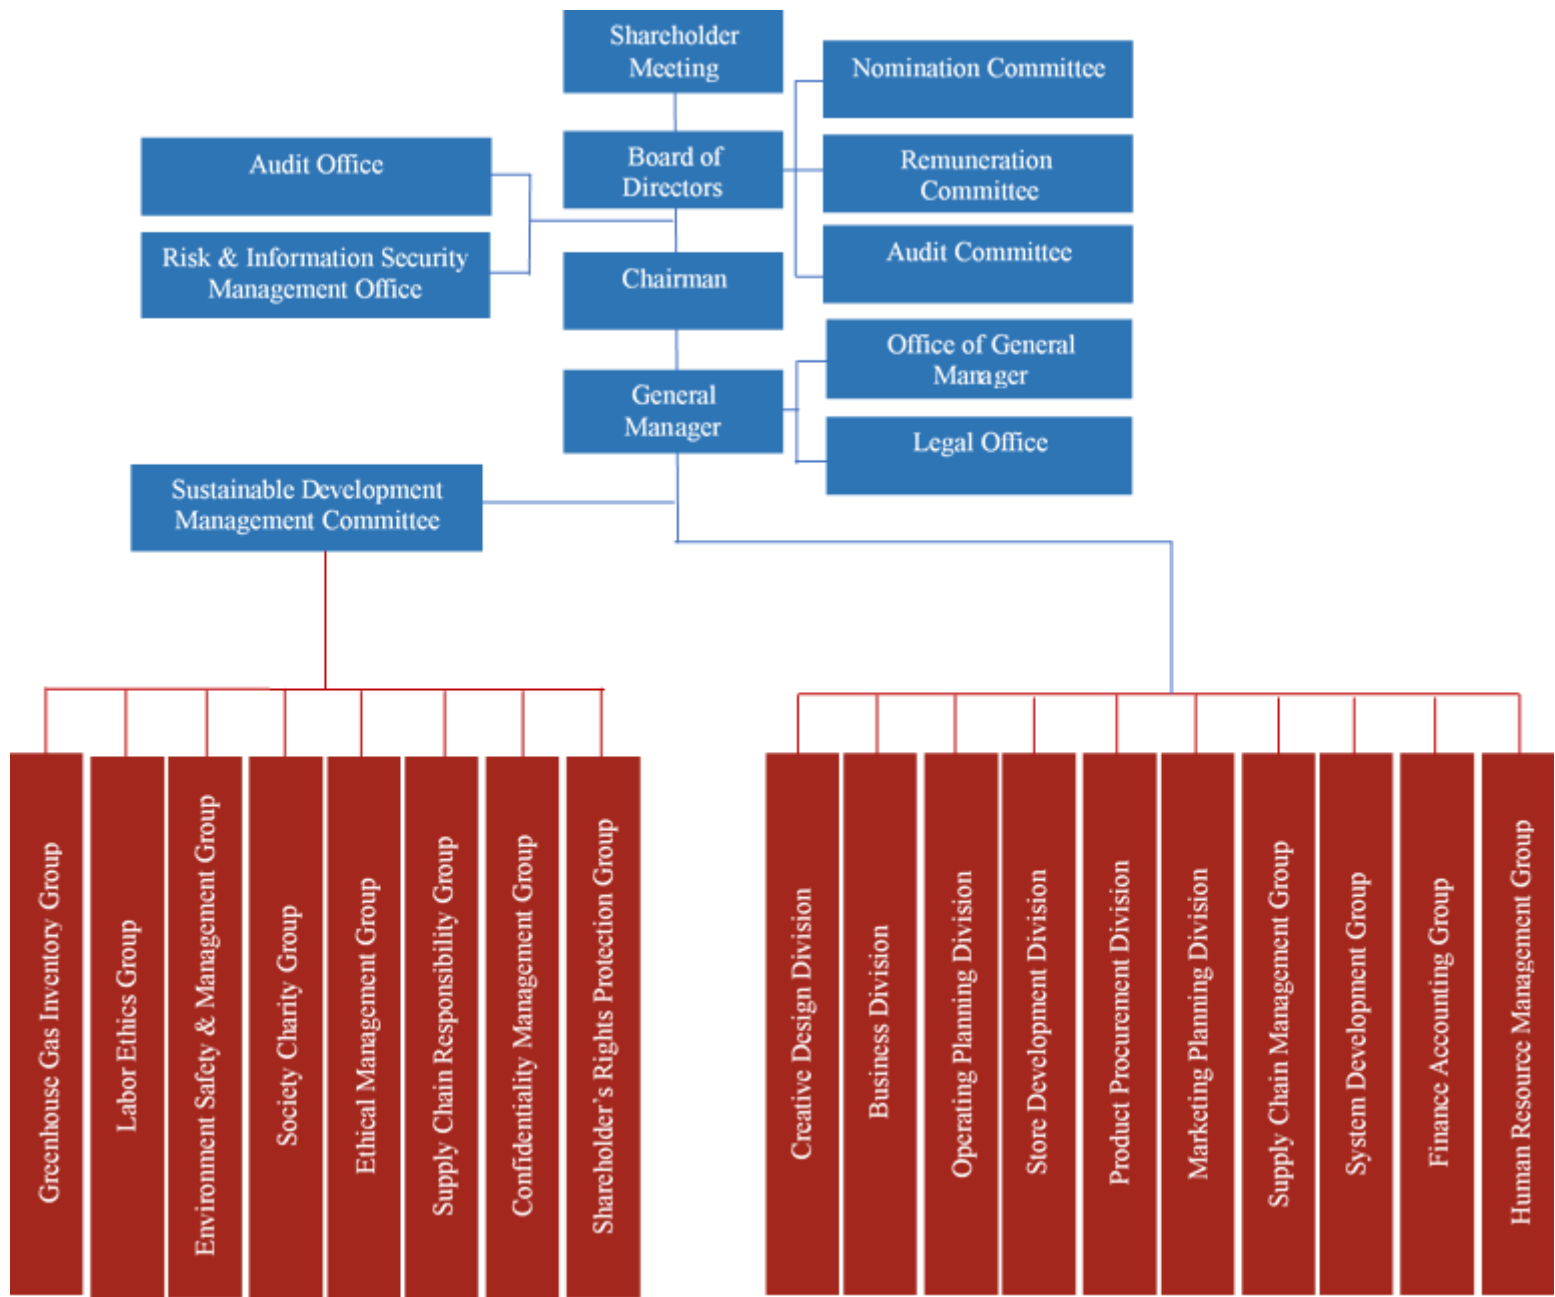 Shareholder
Meeting
Nomination Committee
Board of
Directors
Remuneration
Committee
Audit Office
Audit Committee
Risk & Information Security
Management Office
Chairman
Office of General
Manager
General
Manager
Legal Office
Sustainable Development
Management Committee
Greenhouse Gas Inventory Group
Labor Ethics Group
Environment Safety & Management Group
Society Charity Group
Ethical Management Group
Supply Chain Responsibility Group
Confidentiality Management Group
Shareholder’s Rights Protection Group
Creative Design Division
Business Division
Operating Planning Division
Store Development Division
Product Procurement Division
Marketing Planning Division
Supply Chain Management Group
System Development Group
Finance Accounting Group
Human Resource Management Group